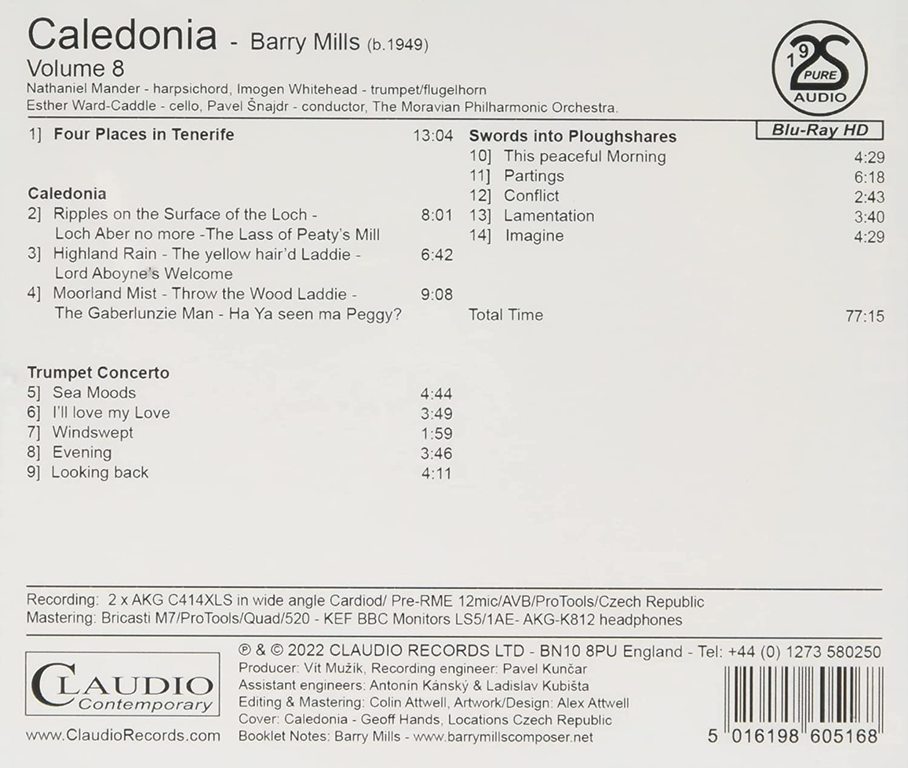 Caledonia - Barry Mills (b.1949)
Volume 8
Nathaniel Mander - harpsichord, Imogen Whitehead - trumpet/flugelhorn
Esther Ward-Caddle - cello, Pavel Šnajdr - conductor, The Moravian Philharmonic Orchestra.
192S
PURE
AUDIO
Blu-Ray HD
1] Four Places in Tenerife 13:04
Caledonia
2] Ripples on the Surface of the Loch - 8:01
Loch Aber no more -The Lass of Peaty's Mill
3] Highland Rain - The yellow hair'd Laddie - 6:42
Lord Aboyne's Welcome
4] Moorland Mist - Throw the Wood Laddie - 9:08
The Gaberlunzie Man - Ha Ya seen ma Peggy?
Trumpet Concerto
5] Sea Moods 4:44
6] I'll love my Love 3:49
7] Windswept 1:59
8] Evening 3:46
9] Looking back 4:11
Swords into Ploughshares
10] This peaceful Morning 4:29
11] Partings 6:18
12] Conflict 2:43
13] Lamentation 3:40
14] Imagine 4:29
Total Time 77:15
Recording: 2 x AKG C414XLS in wide angle Cardiod/ Pre-RME 12mic/AVB/ProTools/Czech Republic
Mastering: Bricasti M7/ProTools/Quad/520 - KEF BBC Monitors LS5/1AE- AKG-K812 headphones
CLAUDIO
Contemporary
www.ClaudioRecords.com
℗ & © 2022 CLAUDIO RECORDS LTD - BN10 8PU England - Tel: +44 (0) 1273 580250
Producer: Vit Mužik, Recording engineer: Pavel Kunčar
Assistant engineers: Antonín Kánský & Ladislav Kubišta
Editing & Mastering: Colin Attwell, Artwork/Design: Alex Attwell
Cover: Caledonia - Geoff Hands, Locations Czech Republic
Booklet Notes: Barry Mills - www.barrymillscomposer.net
5 016198 605168